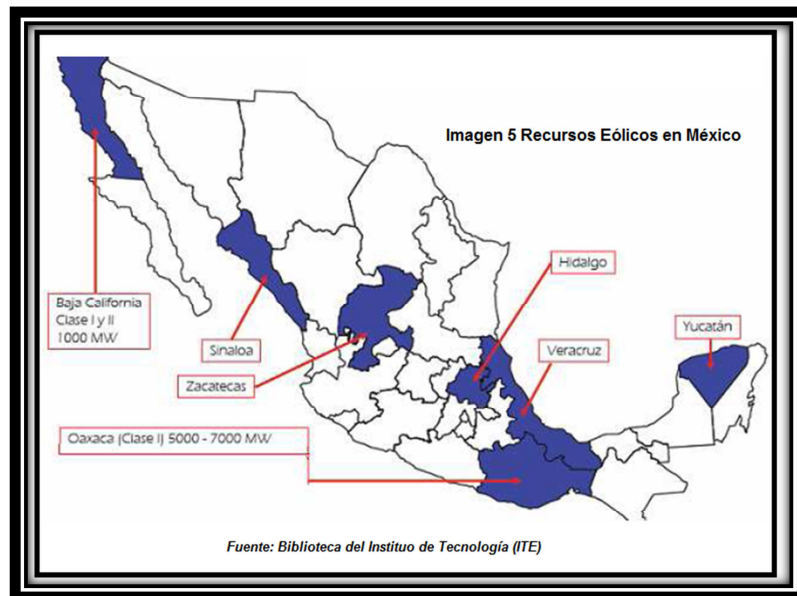 Imagen 5 Recursos Eólicos en México
Hidalgo
Baja California
Clase I y II
1000 MW
Yucatán
Sinaloa
Veracruz
Zacatecas
Oaxaca (Clase I) 5000 - 7000 MW
Fuente: Biblioteca del Instituo de Tecnología (ITE)